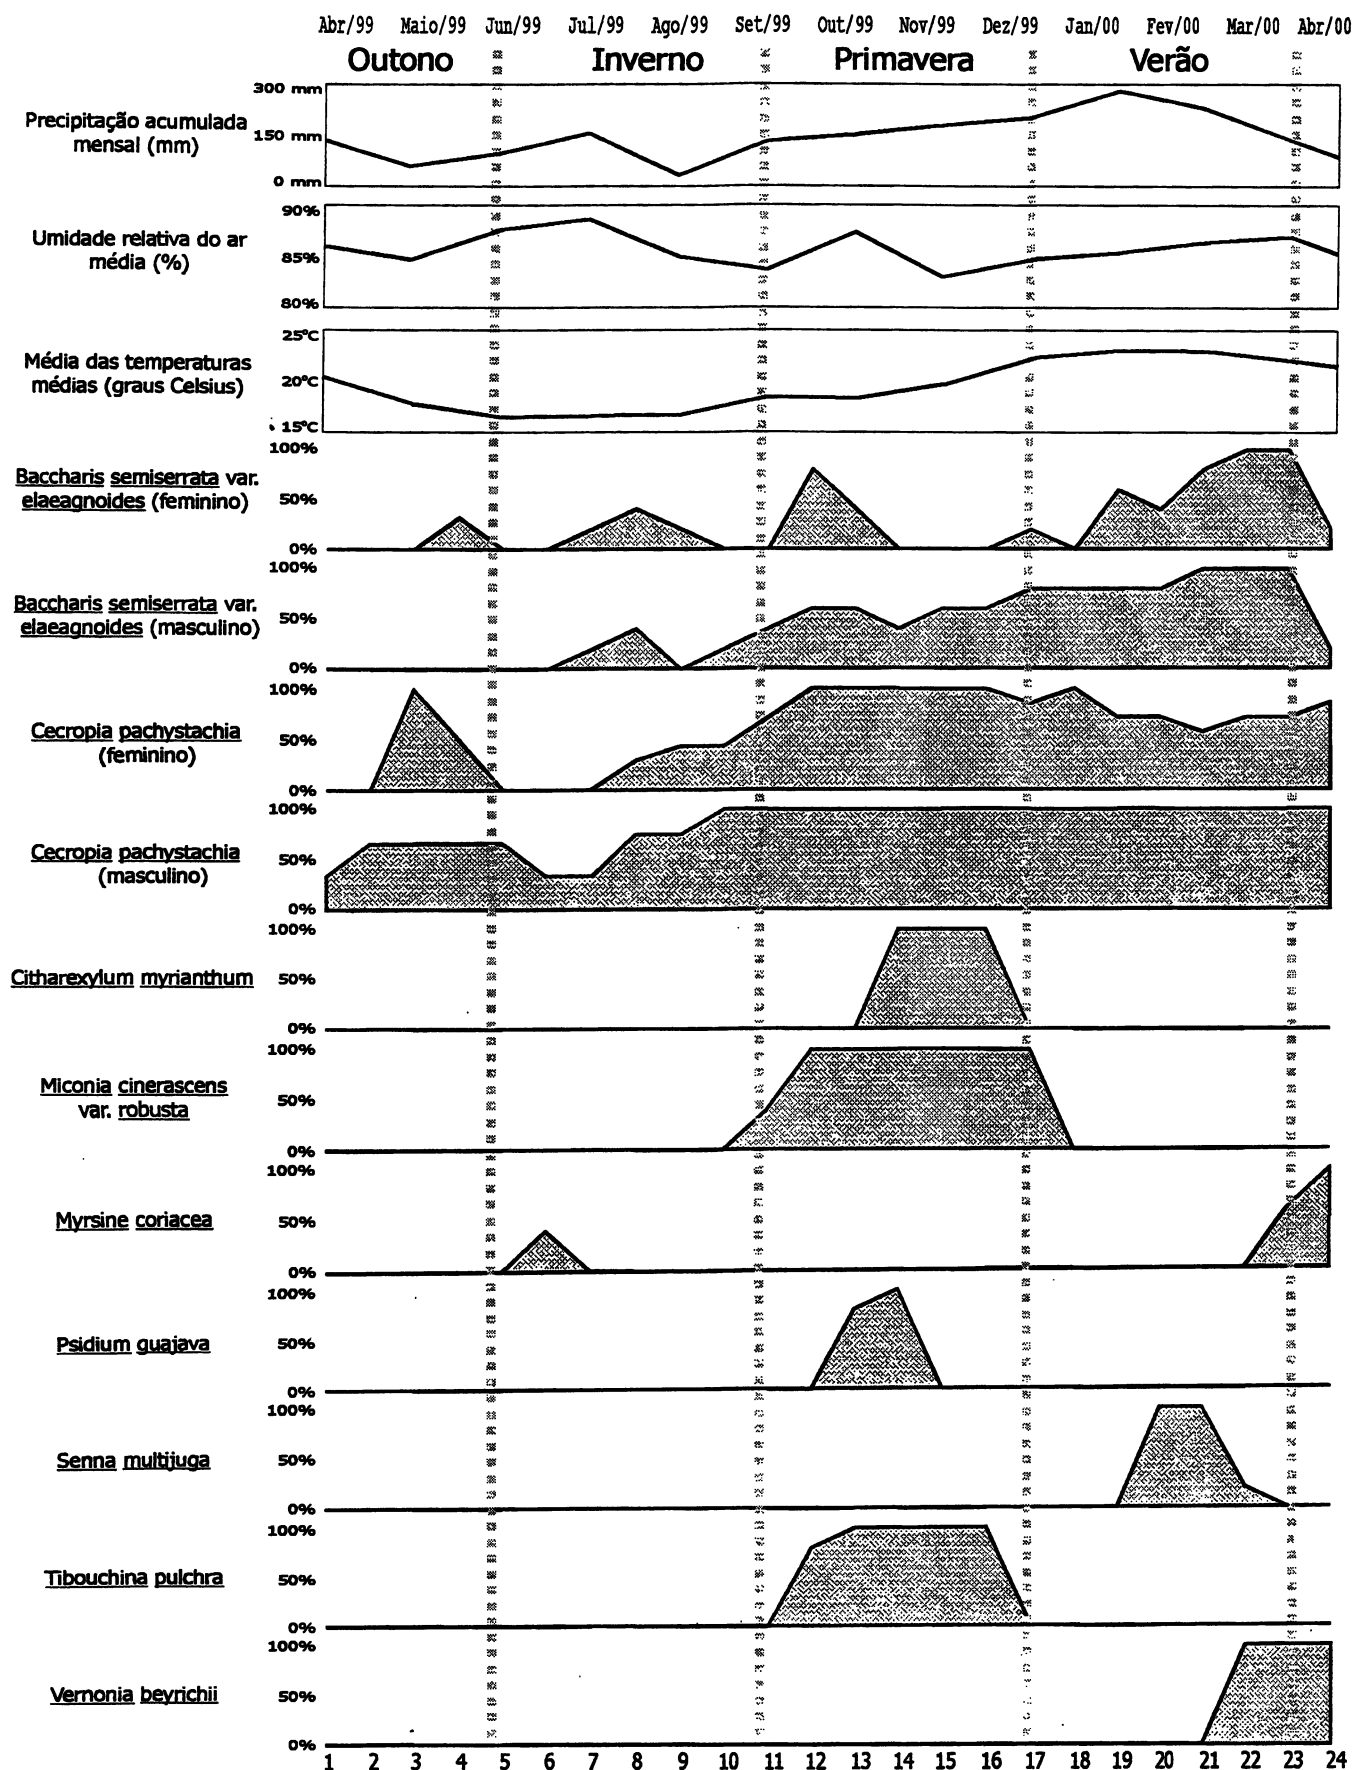 Abr/99 Maio/99 Jun/99 Jul/99 Ago/99 Set/99 Out/99 Nov/99 Dez/99 Jan/00 Fev/00 Mar/00 Abr/00
Outono Inverno Primavera Verão
300 mm
Precipitação acumulada
150 mm
mensal (mm)
0 mm
90%
Umidade relativa do ar
85%
média (%)
80%
25°C
Média das temperaturas
20°C
médias (graus Celsius)
15°C
100%
Baccharis semiserrata var.
50%
elaeagnoides (feminino)
0%
100%
Baccharis semiserrata var.
50%
elaeagnoides (masculino)
0%
100%
Cecropia pachystachia
50%
(feminino)
0%
100%
Cecropia pachystachia
50%
(masculino)
0%
100%
Citharexylum myrianthum
50%
0%
100%
Miconia cinerascens
50%
var. robusta
0%
100%
Myrsine coriacea
50%
0%
100%
Psidium guajava
50%
0%
100%
Senna multijuga
50%
0%
100%
Tibouchina pulchra
50%
0%
100%
Vernonia beyrichii
50%
0%
1 2 3 4 5 6 7 8 9 10 11 12 13 14 15 16 17 18 19 20 21 22 23 24